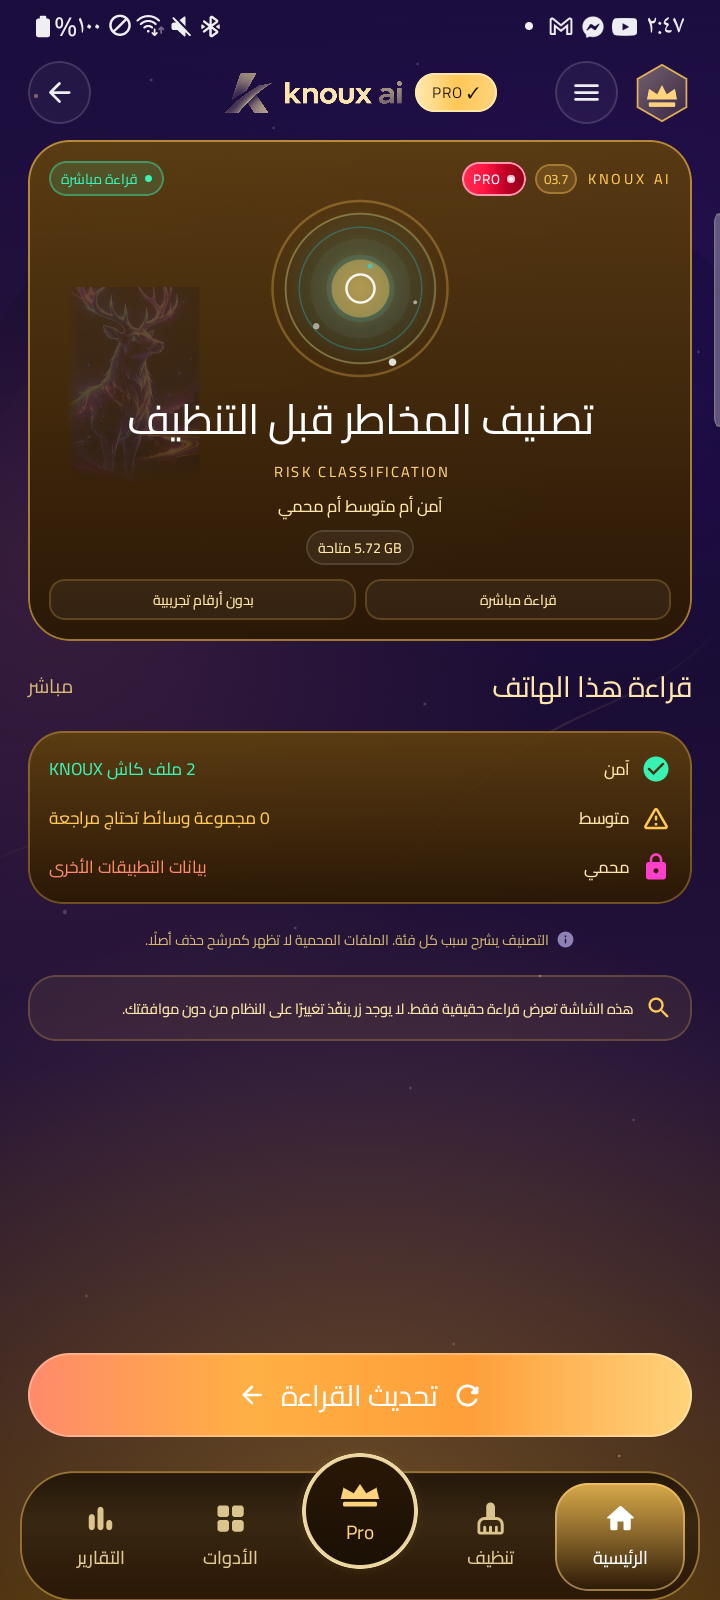 ٢:٤٧
%١٠٠
knoux ai
PRO ✓
KNOUX AI
03.7
PRO
قراءة مباشرة
تصنيف المخاطر قبل التنظيف
RISK CLASSIFICATION
آمن أم متوسط أم محمي
5.72 GB متاحة
قراءة مباشرة
بدون أرقام تجريبية
قراءة هذا الهاتف
مباشر
آمن
2 ملف كاش KNOUX
متوسط
0 مجموعة وسائط تحتاج مراجعة
محمي
بيانات التطبيقات الأخرى
التصنيف يشرح سبب كل فئة. الملفات المحمية لا تظهر كمرشح حذف أصلًا.
هذه الشاشة تعرض قراءة حقيقية فقط. لا يوجد زر ينفّذ تغييرًا على النظام من دون موافقتك.
تحديث القراءة
الرئيسية
تنظيف
Pro
الأدوات
التقارير